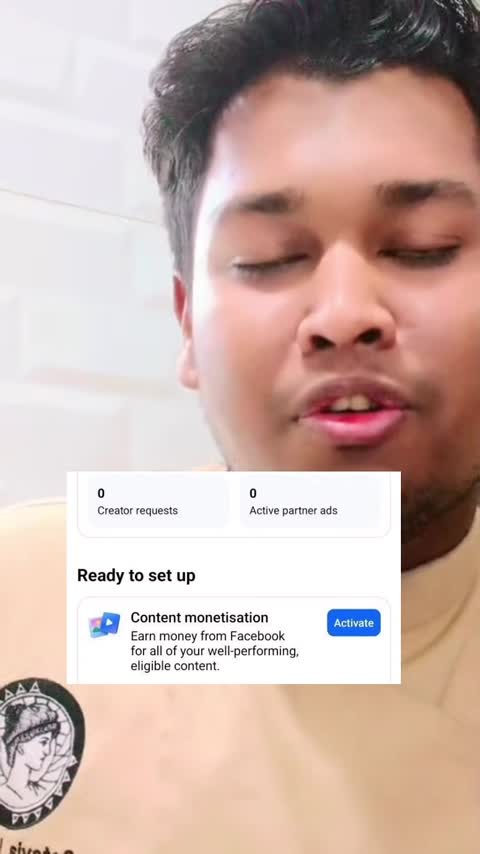 0
Creator requests
0
Active partner ads
Ready to set up
Content monetisation
Activate
Earn money from Facebook
for all of your well-performing,
eligible content.